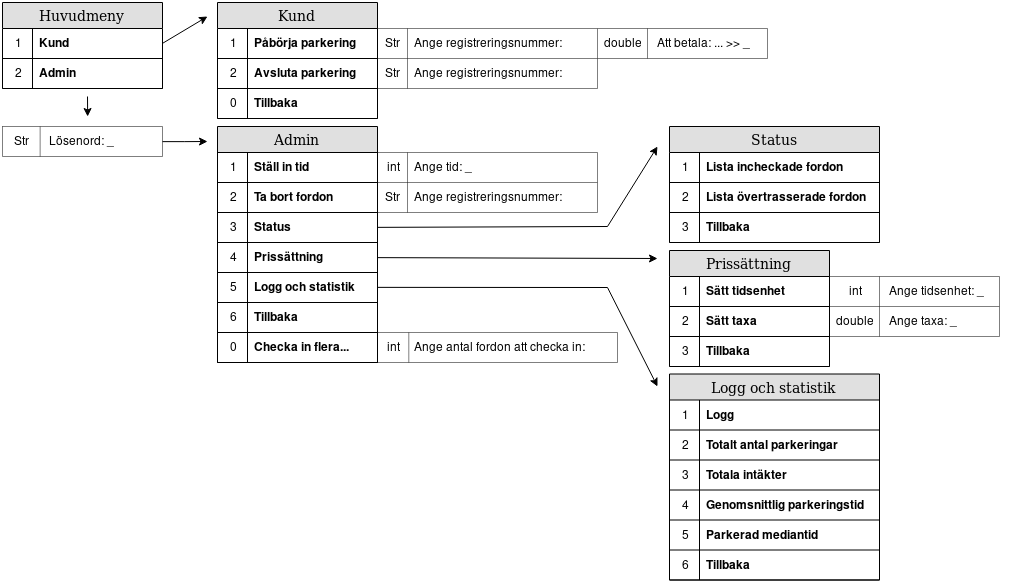 Huvudmeny
1 Kund
2 Admin
Str Lösenord: _
Kund
1 Påbörja parkering Str Ange registreringsnummer: double Att betala: ... >> _
2 Avsluta parkering Str Ange registreringsnummer:
0 Tillbaka
Admin
1 Ställ in tid int Ange tid: _
2 Ta bort fordon Str Ange registreringsnummer:
3 Status
4 Prissättning
5 Logg och statistik
6 Tillbaka
0 Checka in flera... int Ange antal fordon att checka in:
Status
1 Lista incheckade fordon
2 Lista övertrasserade fordon
3 Tillbaka
Prissättning
1 Sätt tidsenhet int Ange tidsenhet: _
2 Sätt taxa double Ange taxa: _
3 Tillbaka
Logg och statistik
1 Logg
2 Totalt antal parkeringar
3 Totala intäkter
4 Genomsnittlig parkeringstid
5 Parkerad mediantid
6 Tillbaka